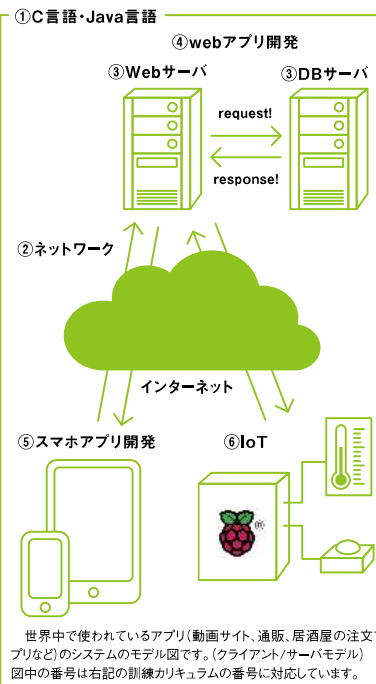 ①C言語・Java言語
④webアプリ開発
③Webサーバ
③DBサーバ
request!
response!
②ネットワーク
インターネット
⑤スマホアプリ開発
⑥IoT
®
世界中で使われているアプリ(動画サイト、通販、居酒屋の注文
プリなど)のシステムのモデル図です。(クライアント/サーバモデル)
図中の番号は右記の訓練カリキュラムの番号に対応しています。